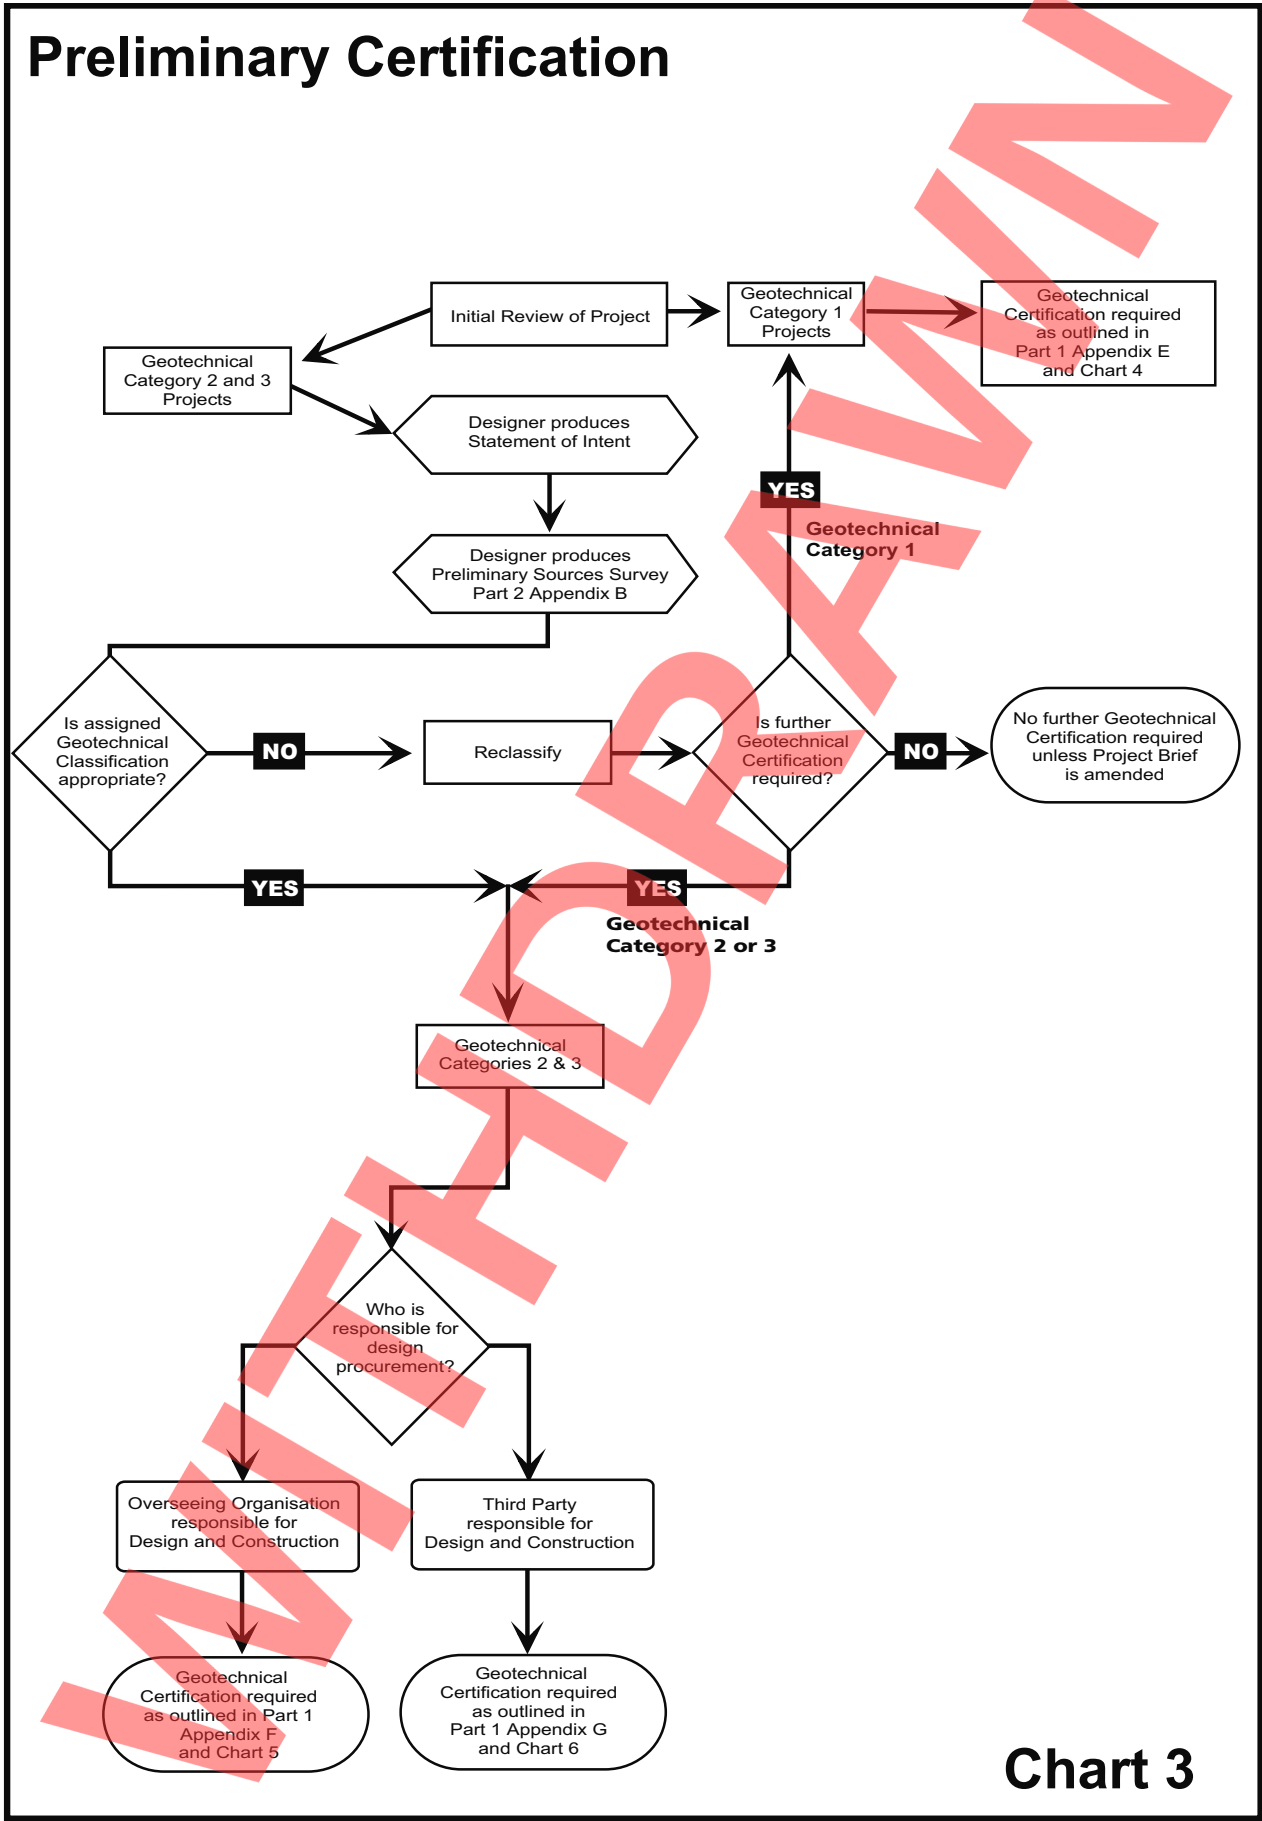 Preliminary Certification
Initial Review of Project
Geotechnical
Category 1
Projects
Geotechnical
Certification required
as outlined in
Part 1 Appendix E
and Chart 4
Geotechnical
Category 2 and 3
Projects
Designer produces
Statement of Intent
YES
Geotechnical
Category 1
Designer produces
Preliminary Sources Survey
Part 2 Appendix B
Is assigned
Geotechnical
Classification
appropriate?
NO
Reclassify
Is further
Geotechnical
Certification
required?
NO
No further Geotechnical
Certification required
unless Project Brief
is amended
YES
YES
Geotechnical
Category 2 or 3
Geotechnical
Categories 2 & 3
Who is
responsible for
design
procurement?
Overseeing Organisation
responsible for
Design and Construction
Third Party
responsible for
Design and Construction
Geotechnical
Certification required
as outlined in Part 1
Appendix F
and Chart 5
Geotechnical
Certification required
as outlined in
Part 1 Appendix G
and Chart 6
Chart 3
WITHDRAWN